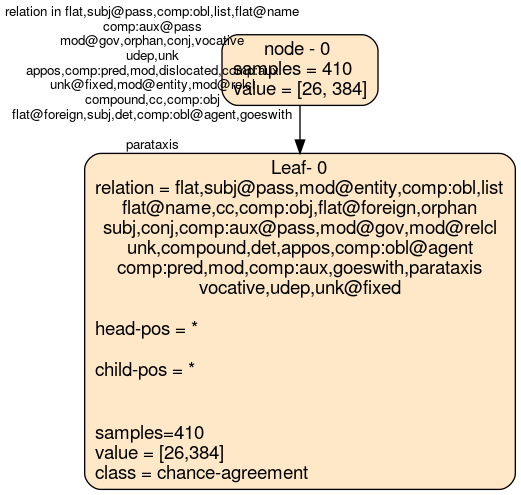 relation in flat,subj@pass,comp:obl,list,flat@name
comp:aux@pass
mod@gov,orphan,conj,vocative
udep,unk
appos,comp:pred,mod,dislocated,comp:aux
unk@fixed,mod@entity,mod@relcl
compound,cc,comp:obj
flat@foreign,subj,det,comp:obl@agent,goeswith
parataxis
node - 0
samples = 410
value = [26, 384]
Leaf- 0
relation = flat,subj@pass,mod@entity,comp:obl,list
flat@name,cc,comp:obj,flat@foreign,orphan
subj,conj,comp:aux@pass,mod@gov,mod@relcl
unk,compound,det,appos,comp:obl@agent
comp:pred,mod,comp:aux,goeswith,parataxis
vocative,udep,unk@fixed
head-pos = *
child-pos = *
samples=410
value = [26,384]
class = chance-agreement